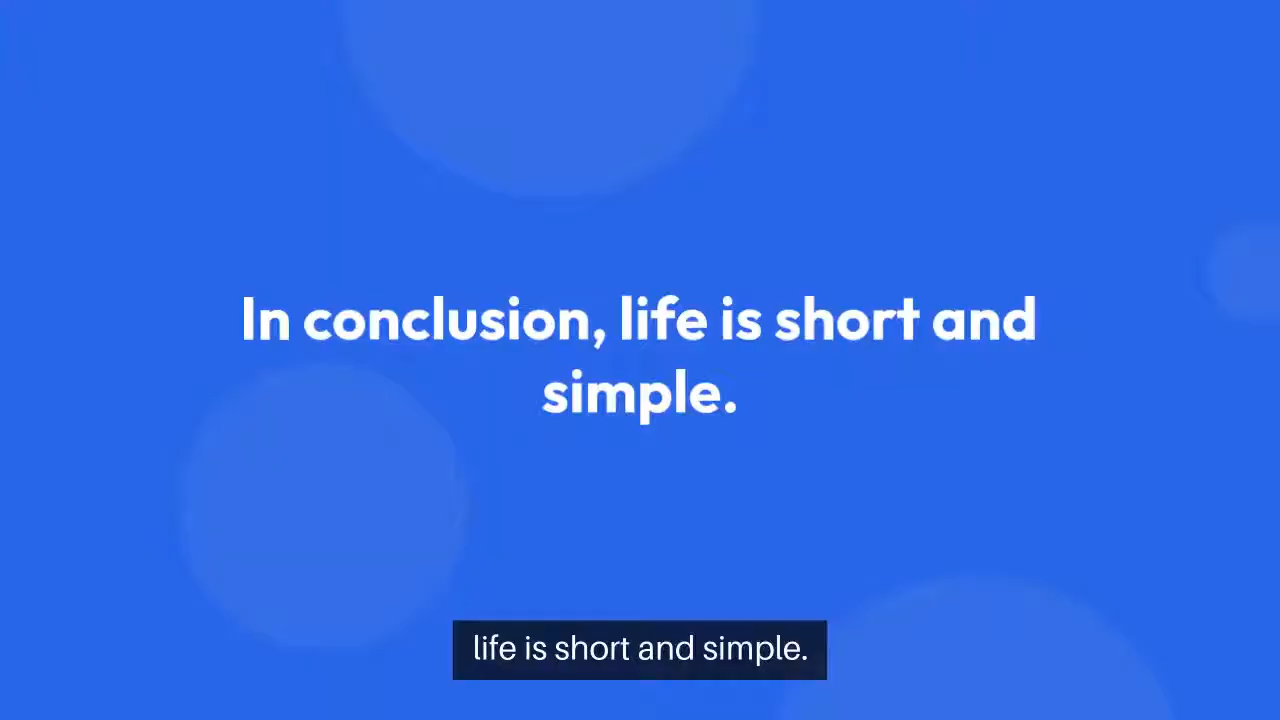 In conclusion, life is short and
simple.
life is short and simple.